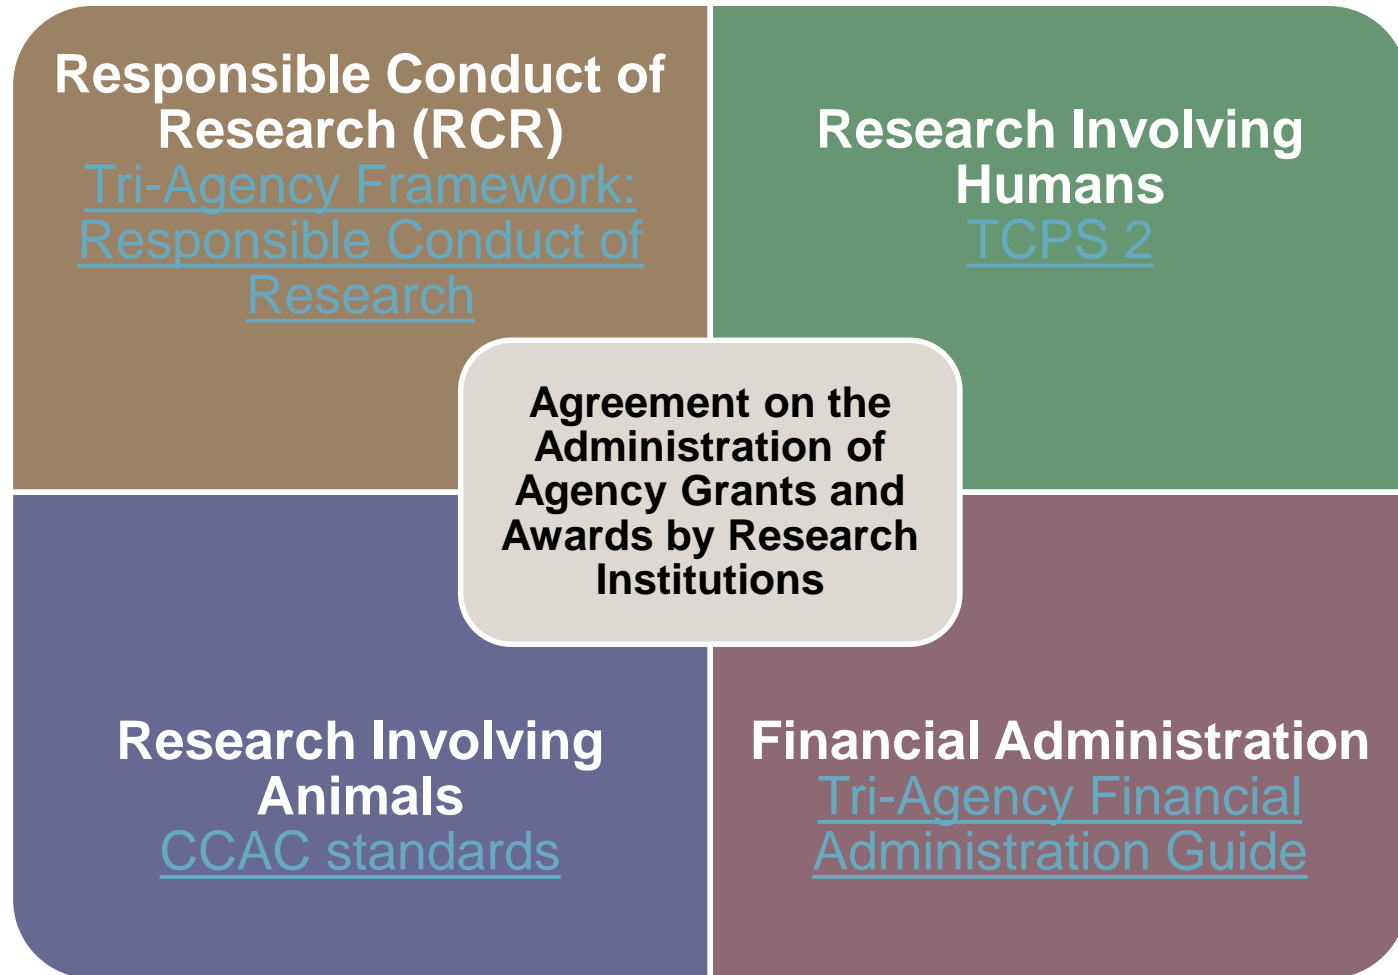 Responsible Conduct of
Research (RCR)
Tri-Agency Framework:
Responsible Conduct of
Research
Research Involving
Humans
TCPS 2
Agreement on the
Administration of
Agency Grants and
Awards by Research
Institutions
Research Involving
Animals
CCAC standards
Financial Administration
Tri-Agency Financial
Administration Guide